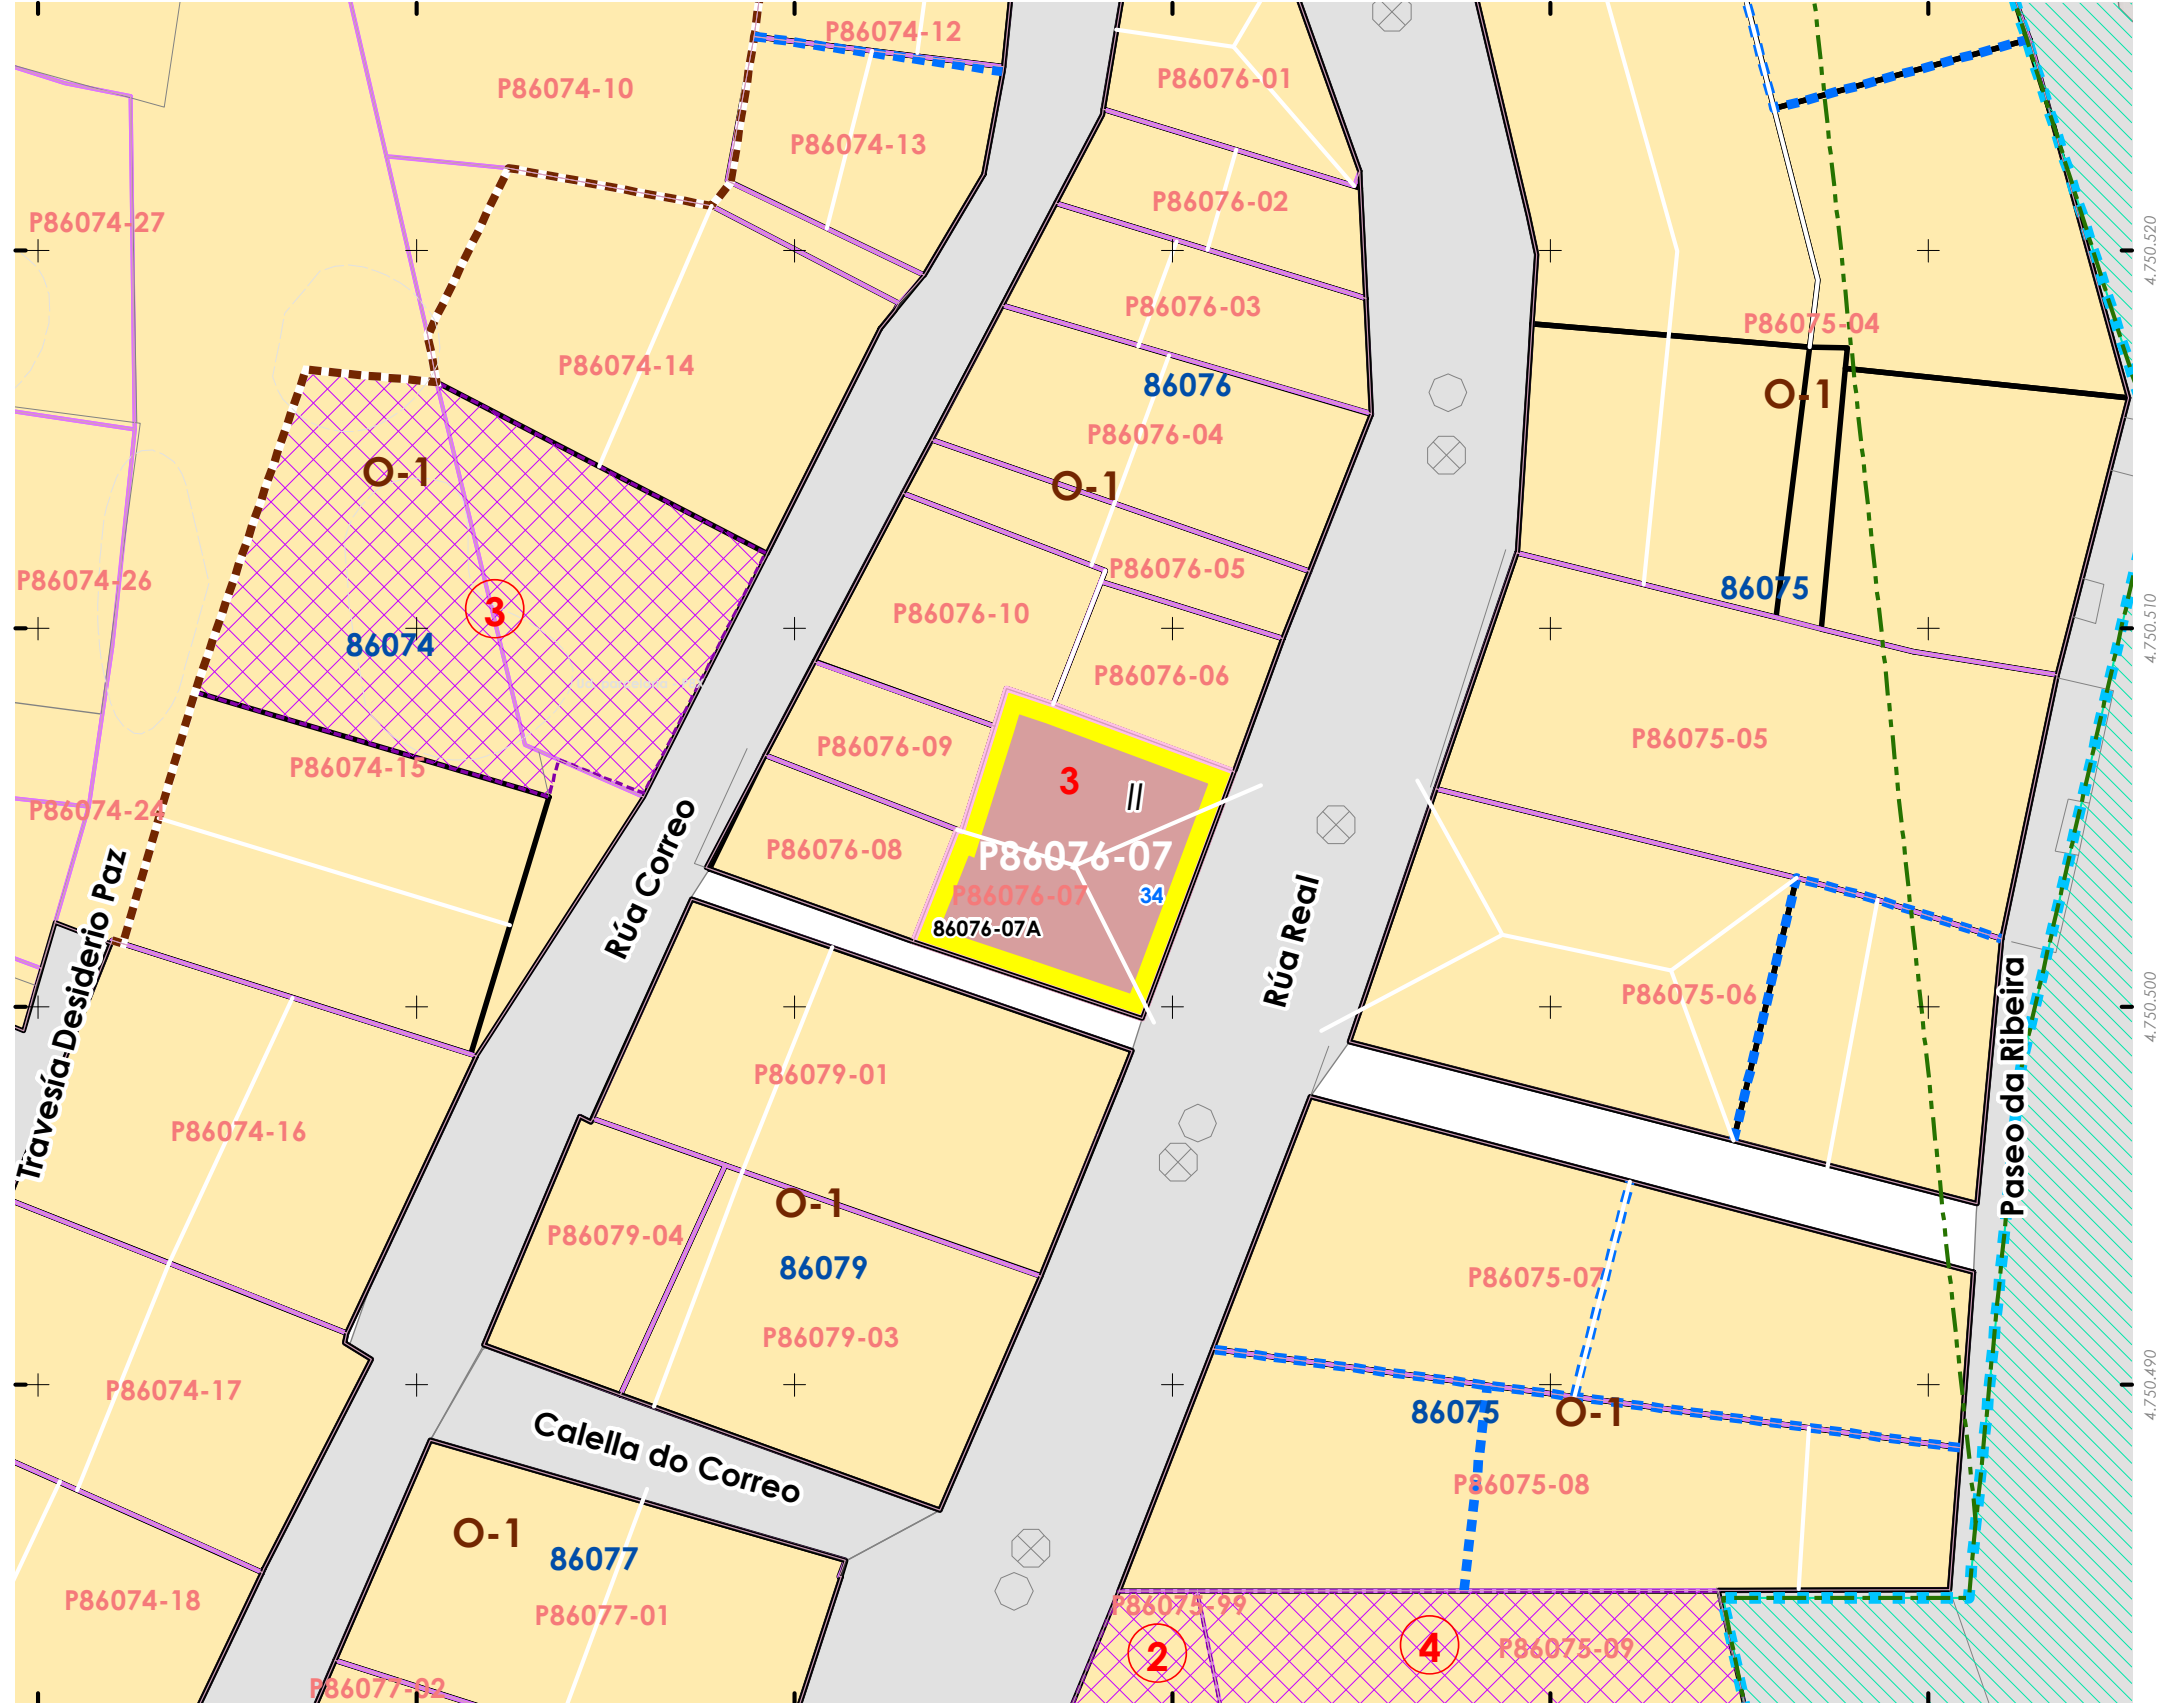 P86074-12
P86074-10
P86076-01
P86074-13
P86076-02
P86074-27
4.750.520
P86076-03
P86075-04
P86074-14
86076
O-1
P86076-04
O-1
O-1
P86076-05
P86074-26
86075
3
P86076-10
4.750.510
86074
P86076-06
P86075-05
P86076-09
P86074-15
3
II
P86074-24
P86076-08
P86076-07
P86076-07
34
86076-07A
Rúa Correo
Rúa Real
Travesía Desiderio Paz
P86075-06
4.750.500
Paseo da Ribeira
P86079-01
P86074-16
O-1
P86079-04
86079
P86075-07
P86079-03
P86074-17
4.750.490
86075
O-1
Calella do Correo
P86075-08
O-1
86077
P86074-18
P86075-99
P86077-01
2
4
P86075-09
P86077-02